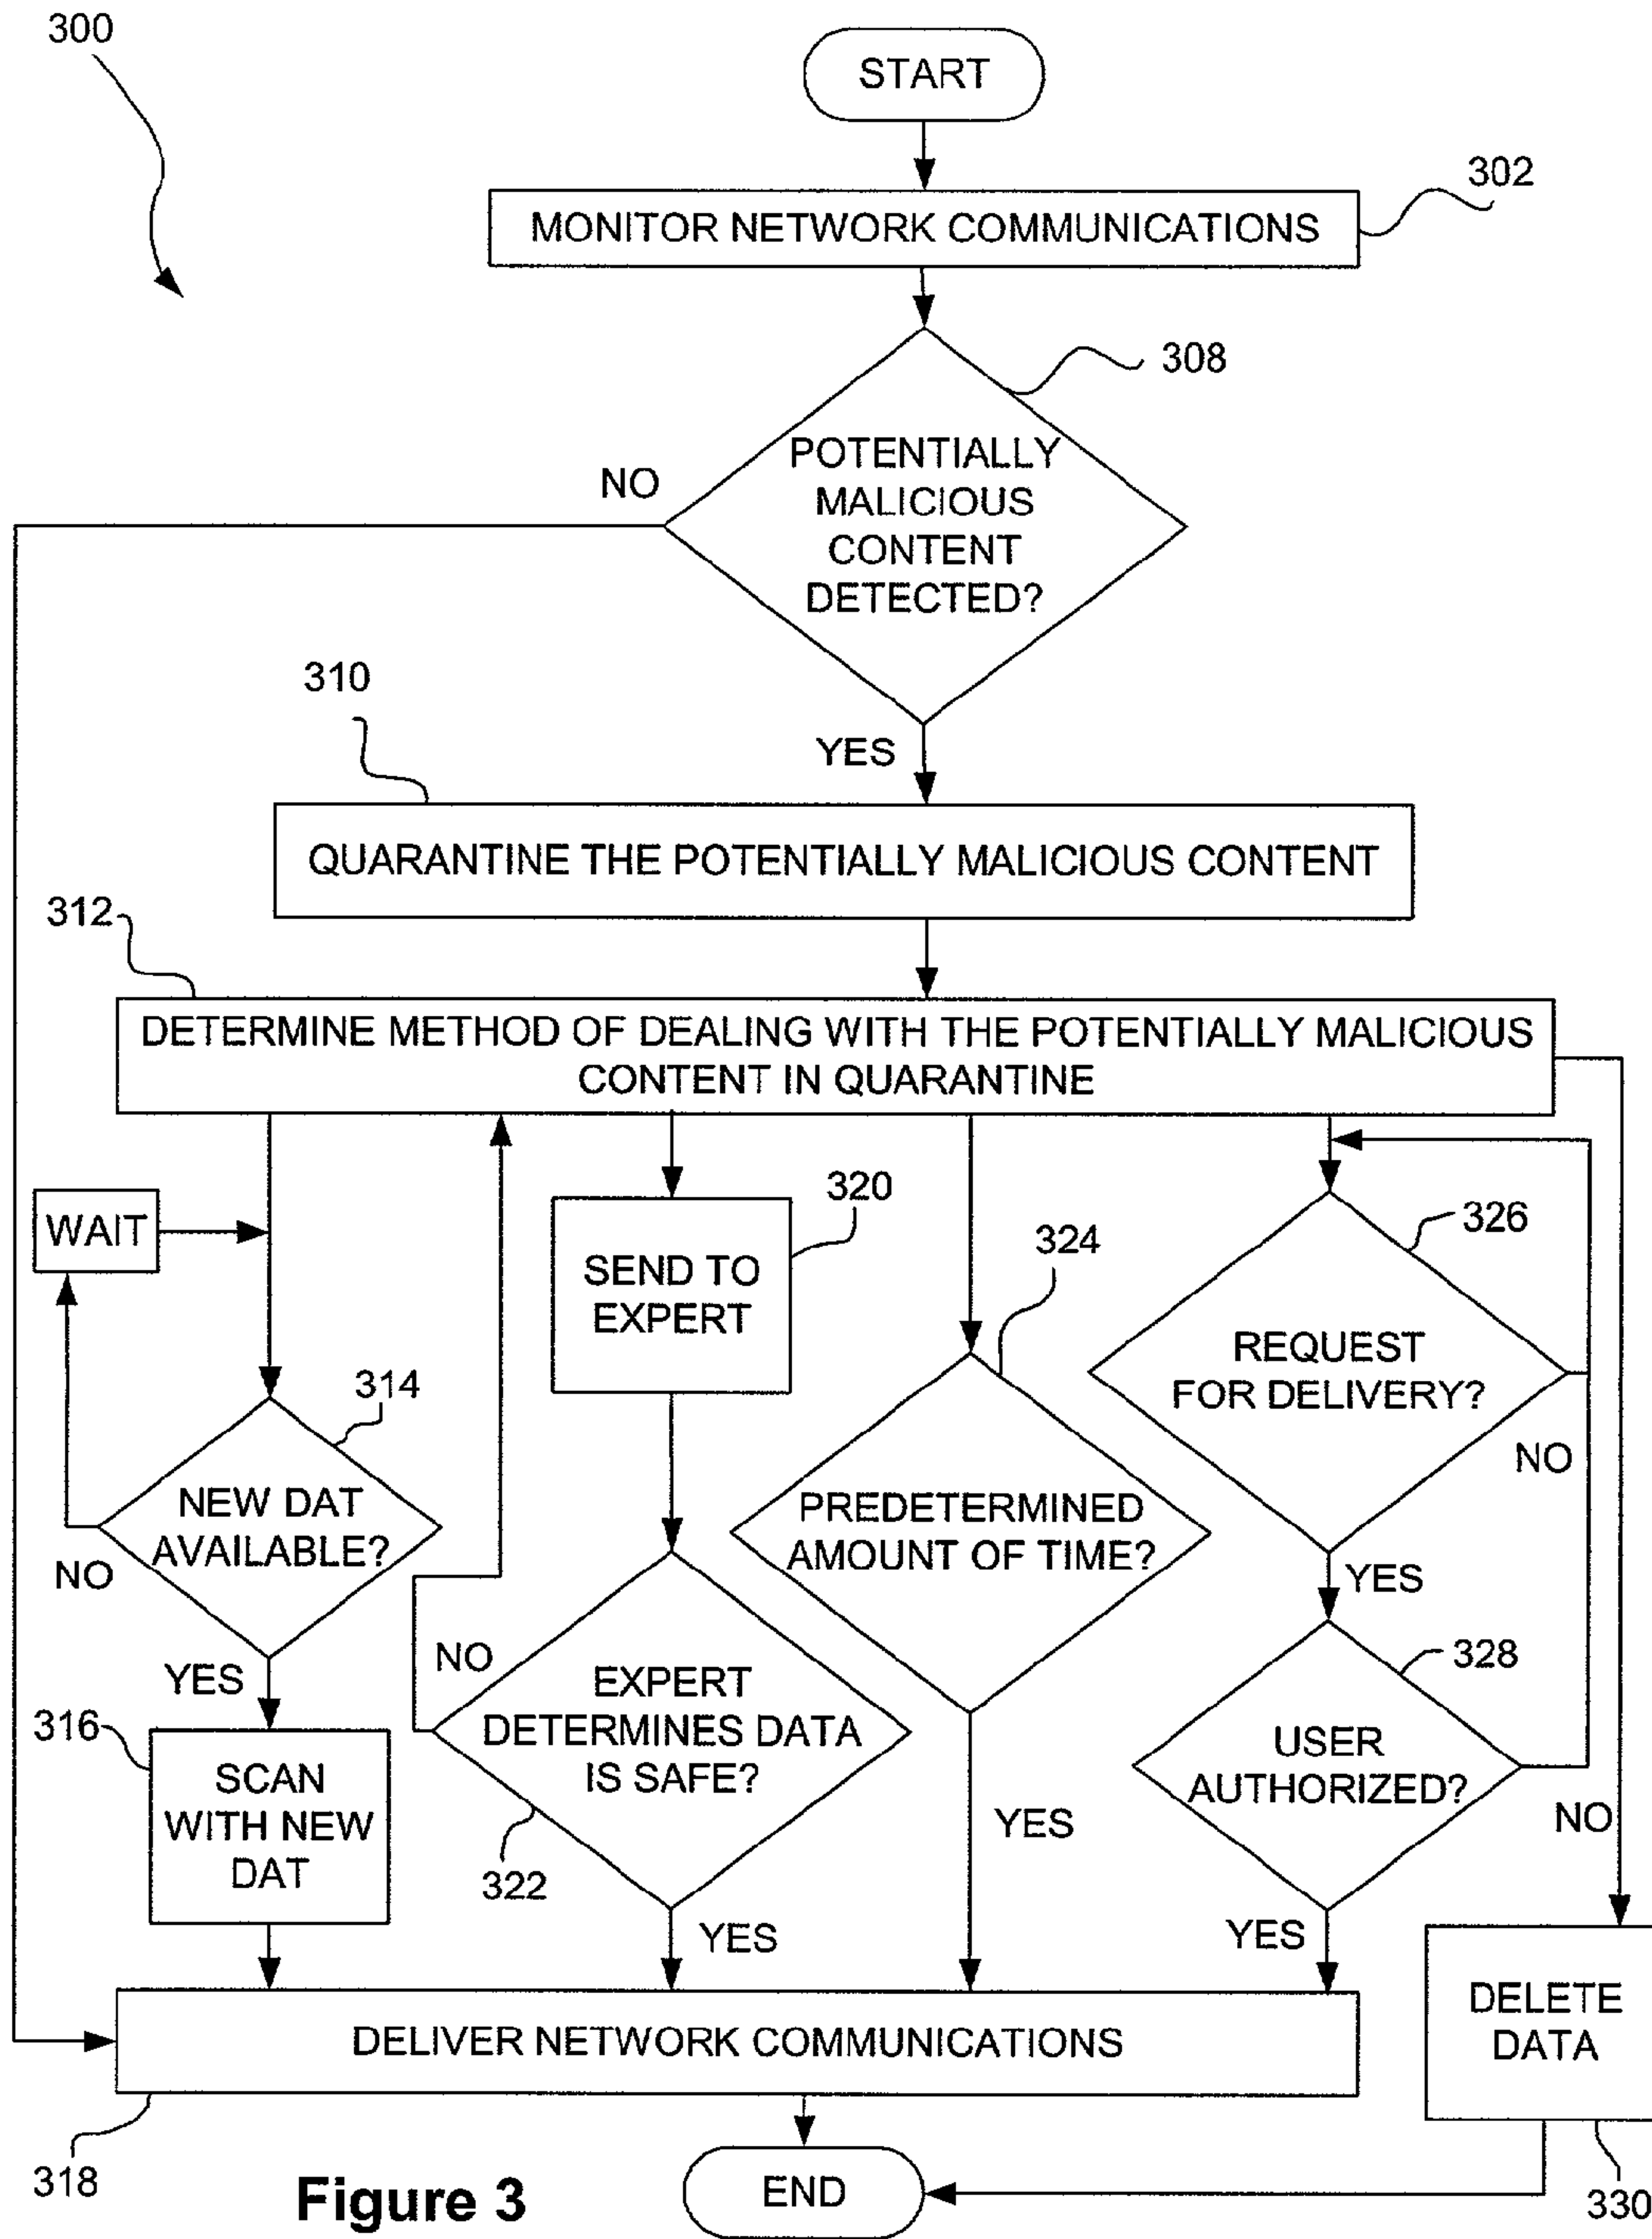 300
START
302
MONITOR NETWORK COMMUNICATIONS
308
POTENTIALLY
MALICIOUS
CONTENT
DETECTED?
NO
YES
310
QUARANTINE THE POTENTIALLY MALICIOUS CONTENT
312
DETERMINE METHOD OF DEALING WITH THE POTENTIALLY MALICIOUS
CONTENT IN QUARANTINE
WAIT
314
NEW DAT
AVAILABLE?
NO
YES
316
SCAN
WITH NEW
DAT
320
SEND TO
EXPERT
NO
EXPERT
DETERMINES DATA
IS SAFE?
322
YES
324
PREDETERMINED
AMOUNT OF TIME?
YES
326
REQUEST
FOR DELIVERY?
NO
YES
328
USER
AUTHORIZED?
NO
YES
DELIVER NETWORK COMMUNICATIONS
318
DELETE
DATA
330
END
Figure 3